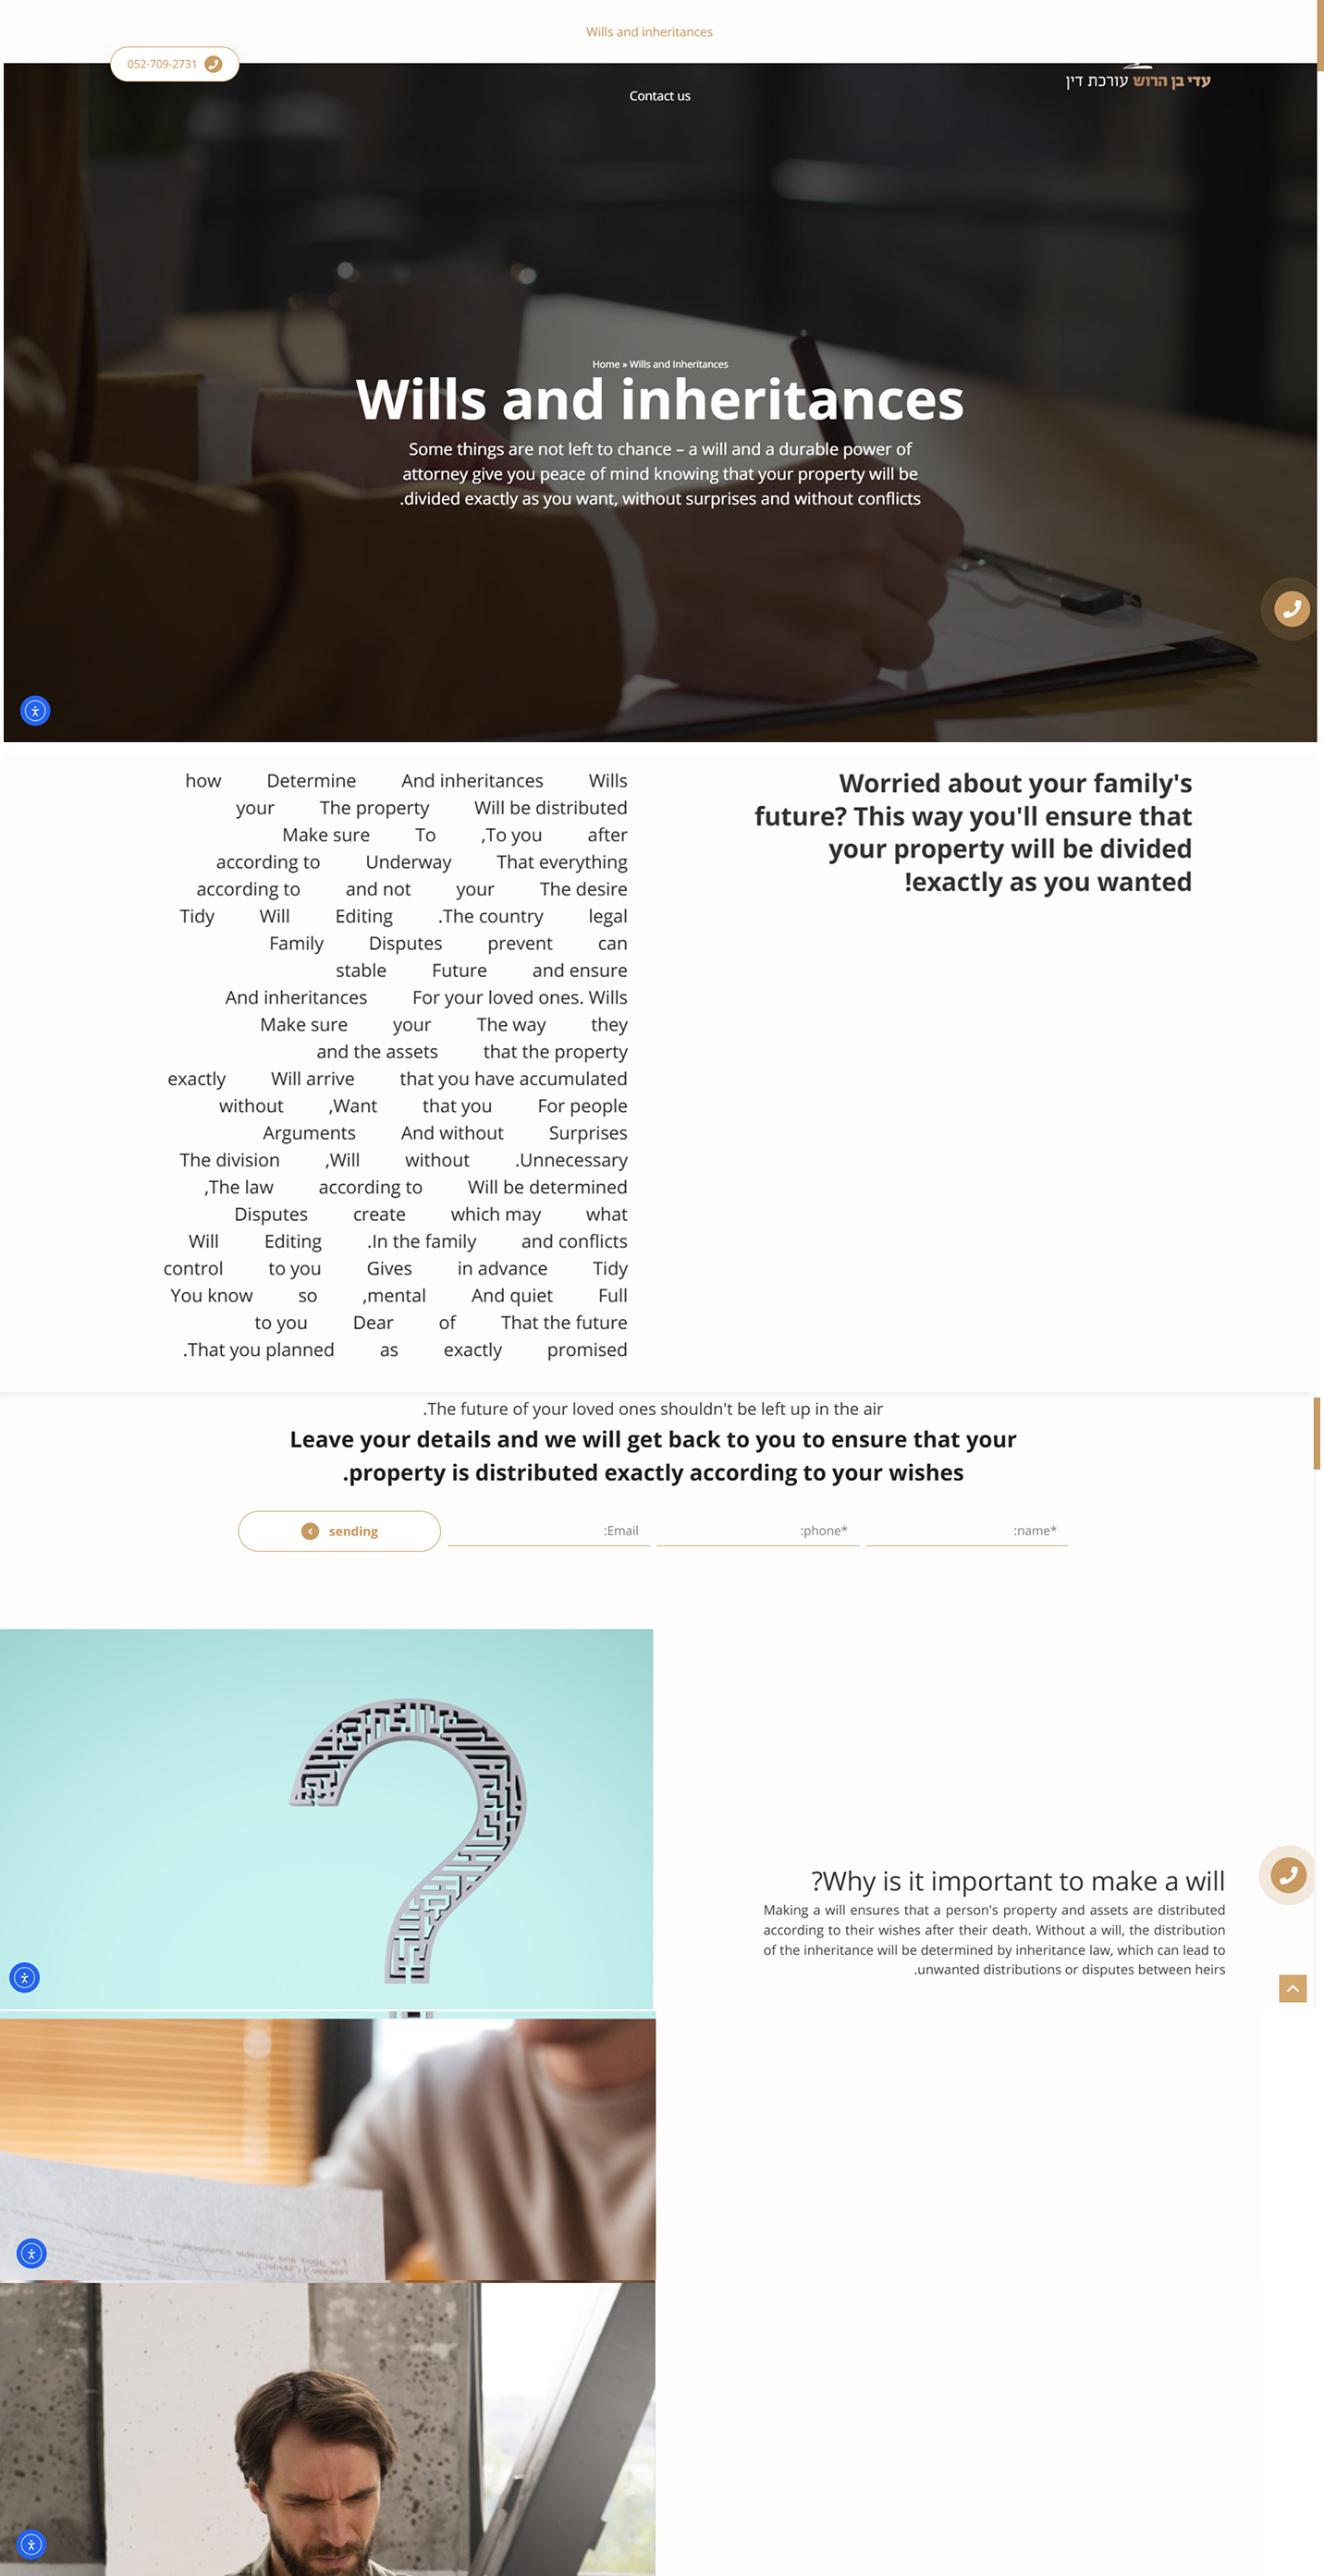 Wills and inheritances
052-709-2731
עדי בן הרוש עורכת דין
Contact us
Home » Wills and Inheritances
Wills and inheritances
Some things are not left to chance – a will and a durable power of
attorney give you peace of mind knowing that your property will be
.divided exactly as you want, without surprises and without conflicts
Worried about your family's
future? This way you'll ensure that
your property will be divided
!exactly as you wanted
how Determine And inheritances Wills
your The property Will be distributed
Make sure To ,To you after
according to Underway That everything
according to and not your The desire
Tidy Will Editing .The country legal
Family Disputes prevent can
stable Future and ensure
And inheritances For your loved ones. Wills
Make sure your The way they
and the assets that the property
exactly Will arrive that you have accumulated
without ,Want that you For people
Arguments And without Surprises
The division ,Will without .Unnecessary
,The law according to Will be determined
Disputes create which may what
Will Editing .In the family and conflicts
control to you Gives in advance Tidy
You know so ,mental And quiet Full
to you Dear of That the future
.That you planned as exactly promised
.The future of your loved ones shouldn't be left up in the air
Leave your details and we will get back to you to ensure that your
.property is distributed exactly according to your wishes
sending :Email :phone* :name*
?Why is it important to make a will
Making a will ensures that a person's property and assets are distributed
according to their wishes after their death. Without a will, the distribution
of the inheritance will be determined by inheritance law, which can lead to
.unwanted distributions or disputes between heirs